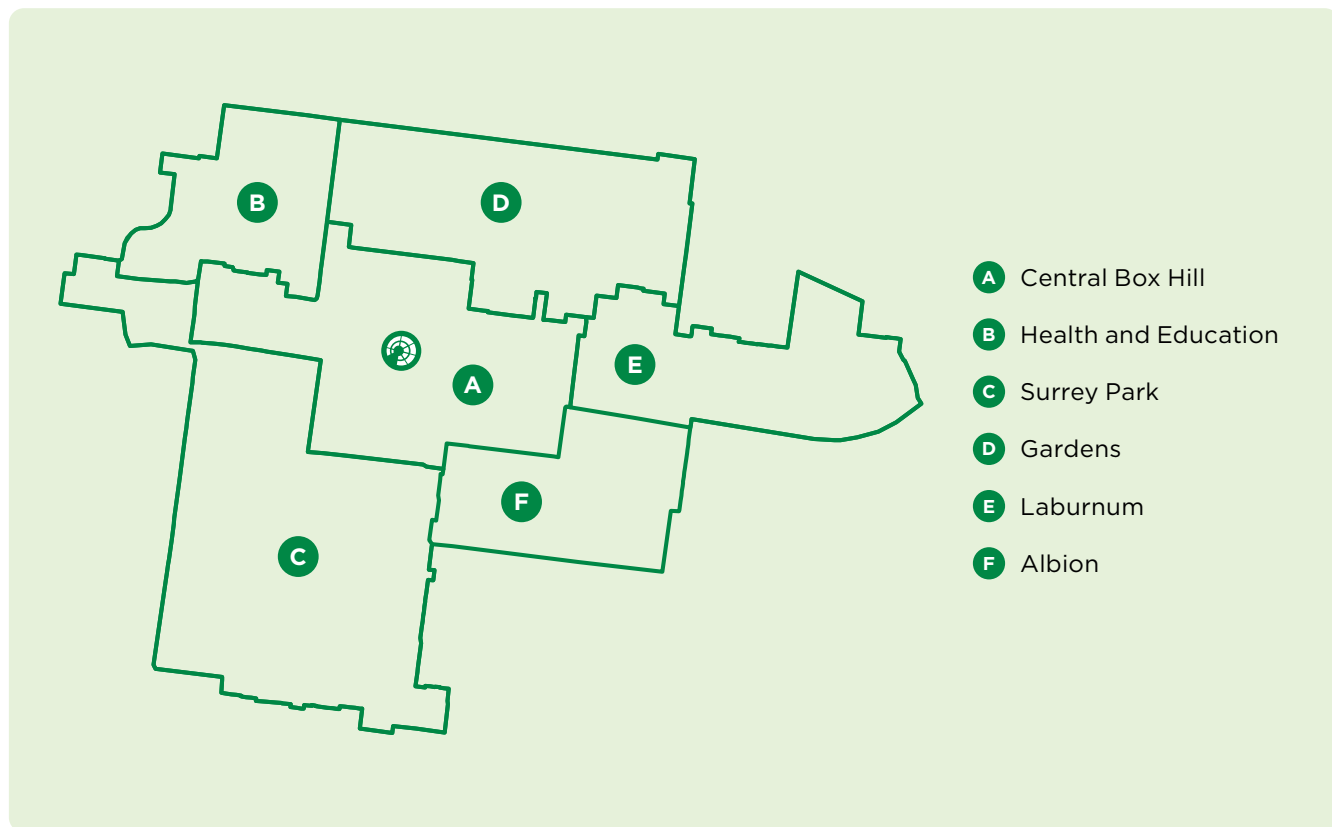 B
D
E
A
F
C
A Central Box Hill
B Health and Education
C Surrey Park
D Gardens
E Laburnum
F Albion